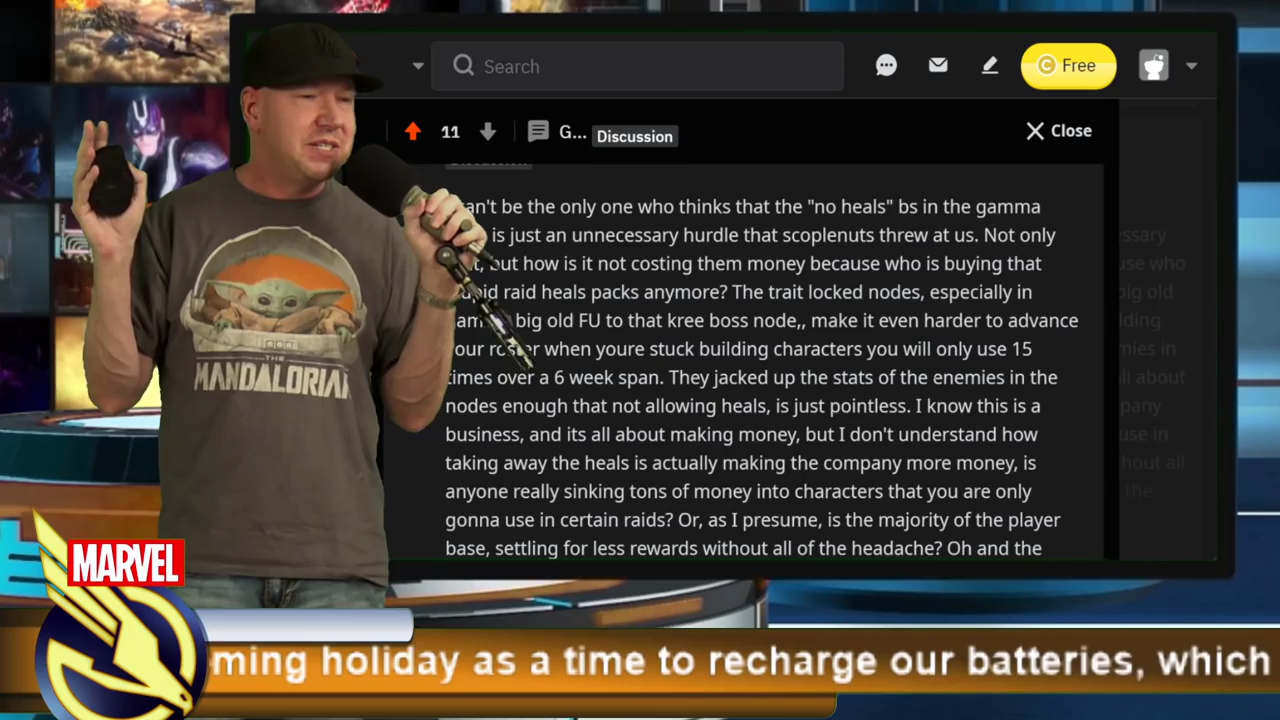 Search
Free
11
G...
Discussion
Close
can't be the only one who thinks that the "no heals" bs in the gamma
is just an unnecessary hurdle that scoplenuts threw at us. Not only
but how is it not costing them money because who is buying that
raid heals packs anymore? The trait locked nodes, especially in
big old FU to that kree boss node,, make it even harder to advance
your roster when youre stuck building characters you will only use 15
times over a 6 week span. They jacked up the stats of the enemies in the
nodes enough that not allowing heals, is just pointless. I know this is a
business, and its all about making money, but I don't understand how
taking away the heals is actually making the company more money, is
anyone really sinking tons of money into characters that you are only
gonna use in certain raids? Or, as I presume, is the majority of the player
base, settling for less rewards without all of the headache? Oh and the
THE
MANDALORIAN
MARVEL
ming holiday as a time to recharge our batteries, which